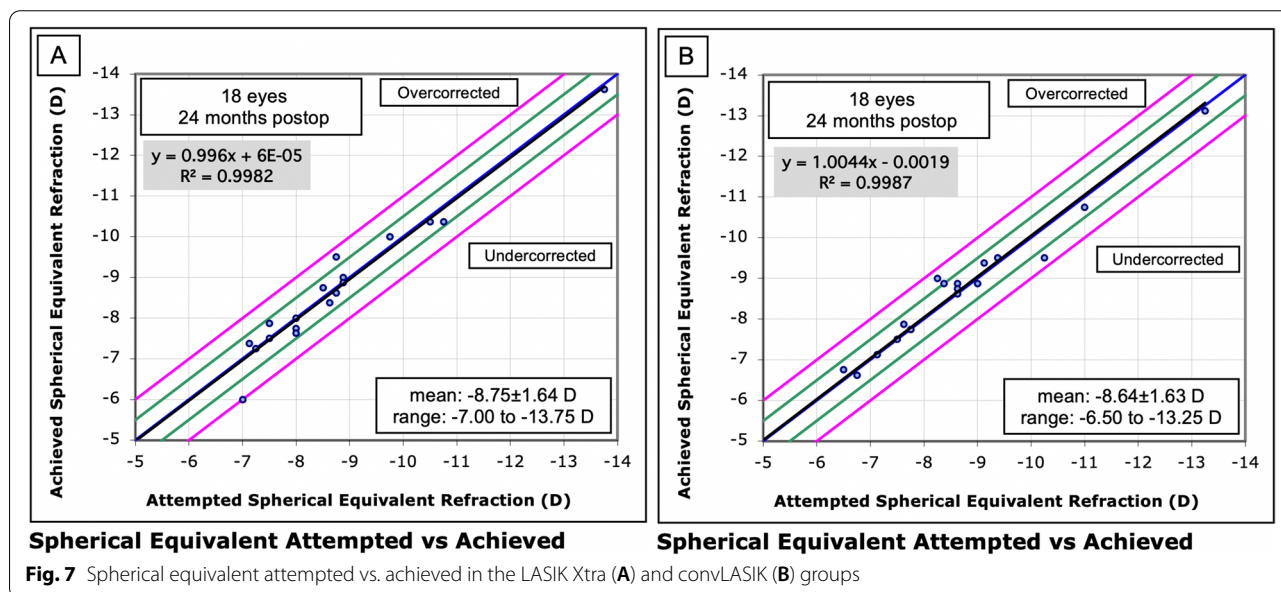 A
18 eyes
24 months postop
Overcorrected
y = 0.996x + 6E-05
R² = 0.9982
Undercorrected
mean: -8.75±1.64 D
range: -7.00 to -13.75 D
Achieved Spherical Equivalent Refraction (D)
-14
-13
-12
-11
-10
-9
-8
-7
-6
-5
-5 -6 -7 -8 -9 -10 -11 -12 -13 -14
Attempted Spherical Equivalent Refraction (D)
Spherical Equivalent Attempted vs Achieved
B
18 eyes
24 months postop
Overcorrected
y = 1.0044x - 0.0019
R² = 0.9987
Undercorrected
mean: -8.64±1.63 D
range: -6.50 to -13.25 D
Achieved Spherical Equivalent Refraction (D)
-14
-13
-12
-11
-10
-9
-8
-7
-6
-5
-5 -6 -7 -8 -9 -10 -11 -12 -13 -14
Attempted Spherical Equivalent Refraction (D)
Spherical Equivalent Attempted vs Achieved
Fig. 7 Spherical equivalent attempted vs. achieved in the LASIK Xtra (A) and convLASIK (B) groups